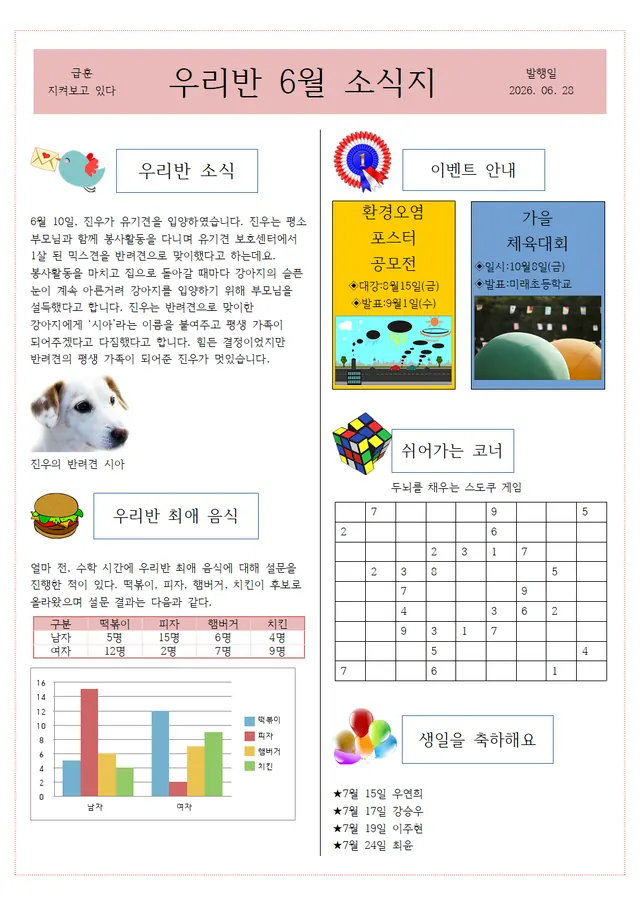 급훈
지켜보고 있다
우리반 6월 소식지
발행일
2026. 06. 28
우리반 소식
6월 10일, 진우가 유기견을 입양하였습니다. 진우는 평소
부모님과 함께 봉사활동을 다니며 유기견 보호센터에서
1살 된 믹스견을 반려견으로 맞이했다고 하는데요.
봉사활동을 마치고 집으로 돌아갈 때마다 강아지의 슬픈
눈이 계속 아른거려 강아지를 입양하기 위해 부모님을
설득했다고 합니다. 진우는 반려견으로 맞이한
강아지에게 ‘시아’라는 이름을 붙여주고 평생 가족이
되어주겠다고 다짐했다고 합니다. 힘든 결정이었지만
반려견의 평생 가족이 되어준 진우가 멋있습니다.
진우의 반려견 시아
우리반 최애 음식
얼마 전, 수학 시간에 우리반 최애 음식에 대해 설문을
진행한 적이 있다. 떡볶이, 피자, 햄버거, 치킨이 후보로
올라왔으며 설문 결과는 다음과 같다.
구분 떡볶이 피자 햄버거 치킨
남자 5명 15명 6명 4명
여자 12명 2명 7명 9명
16
14
12
10
8
6
4
2
0
남자 여자
떡볶이
피자
햄버거
치킨
이벤트 안내
환경오염
포스터
공모전
◈대강:8월15일(금)
◈발표:9월1일(수)
가을
체육대회
◈일시:10월8일(금)
◈발표:미래초등학교
쉬어가는 코너
두뇌를 채우는 스도쿠 게임
7 9 5
2 6
2 3 1 7
2 3 8 5
7 9
4 3 6 2
9 3 1 7
5 4
7 6 1
생일을 축하해요
★7월 15일 우연희
★7월 17일 강승우
★7월 19일 이주현
★7월 24일 최윤